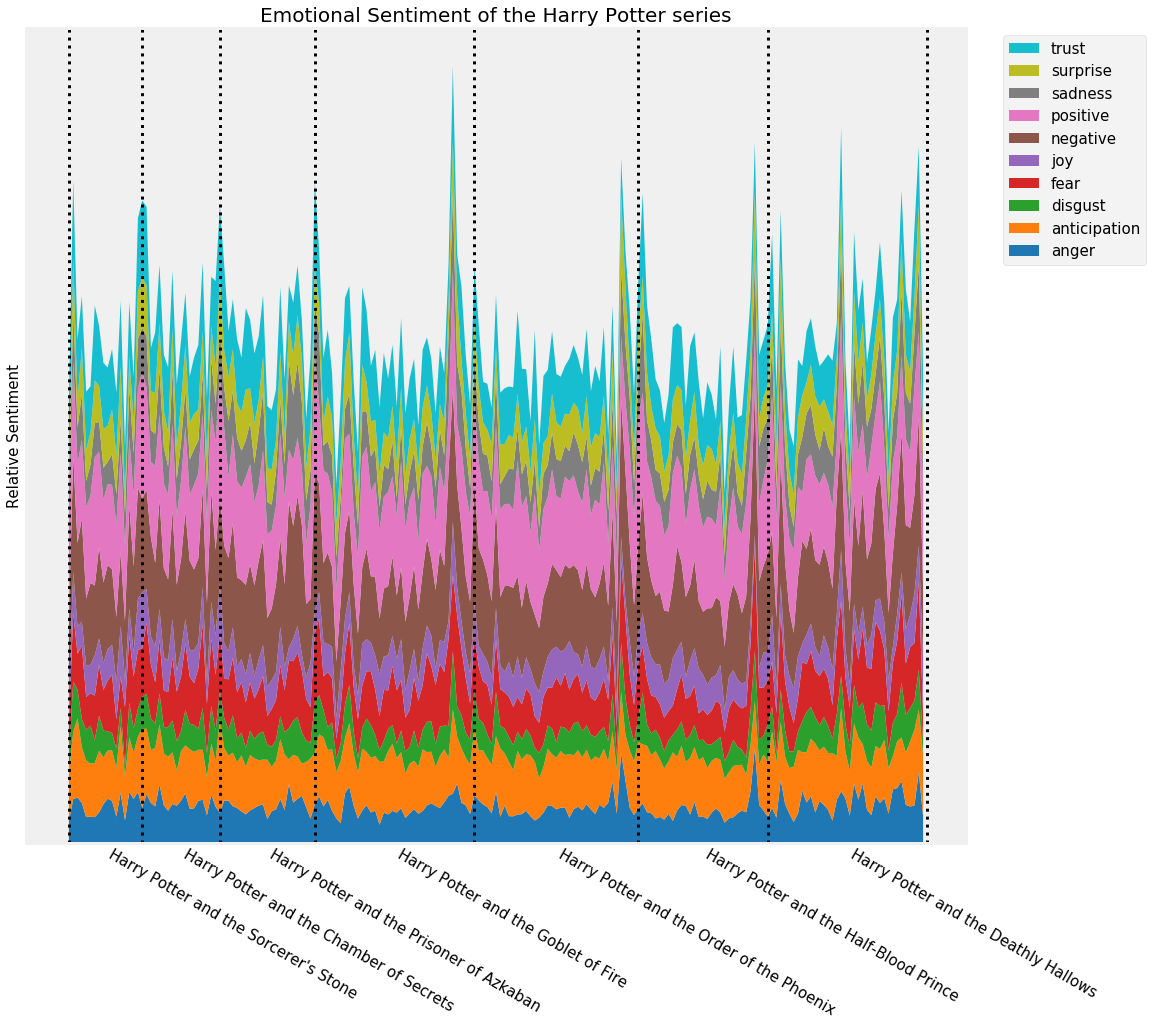 Emotional Sentiment of the Harry Potter series
trust
surprise
sadness
positive
negative
joy
fear
disgust
anticipation
anger
Relative Sentiment
Harry Potter and the Sorcerer's Stone
Harry Potter and the Chamber of Secrets
Harry Potter and the Prisoner of Azkaban
Harry Potter and the Goblet of Fire
Harry Potter and the Order of the Phoenix
Harry Potter and the Half-Blood Prince
Harry Potter and the Deathly Hallows